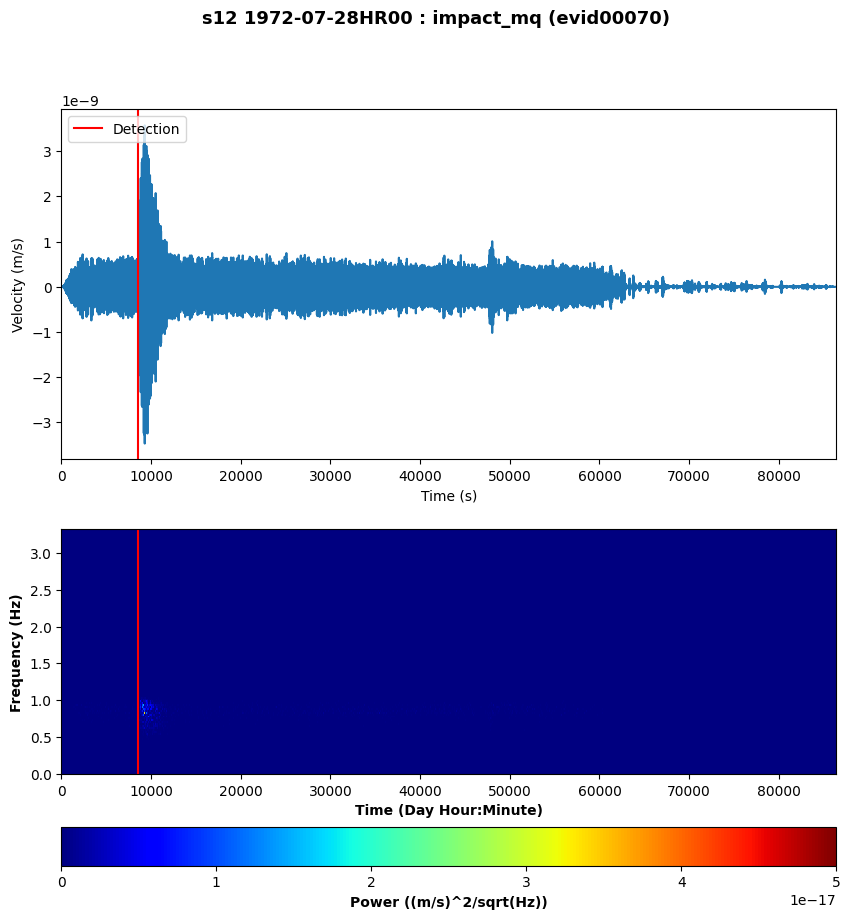 s12 1972-07-28HR00 : impact_mq (evid00070)
1e−9
Detection
3
2
1
0
−1
−2
−3
Velocity (m/s)
0 10000 20000 30000 40000 50000 60000 70000 80000
Time (s)
3.0
2.5
2.0
1.5
1.0
0.5
0.0
Frequency (Hz)
0 10000 20000 30000 40000 50000 60000 70000 80000
Time (Day Hour:Minute)
0 1 2 3 4 5
1e−17
Power ((m/s)^2/sqrt(Hz))